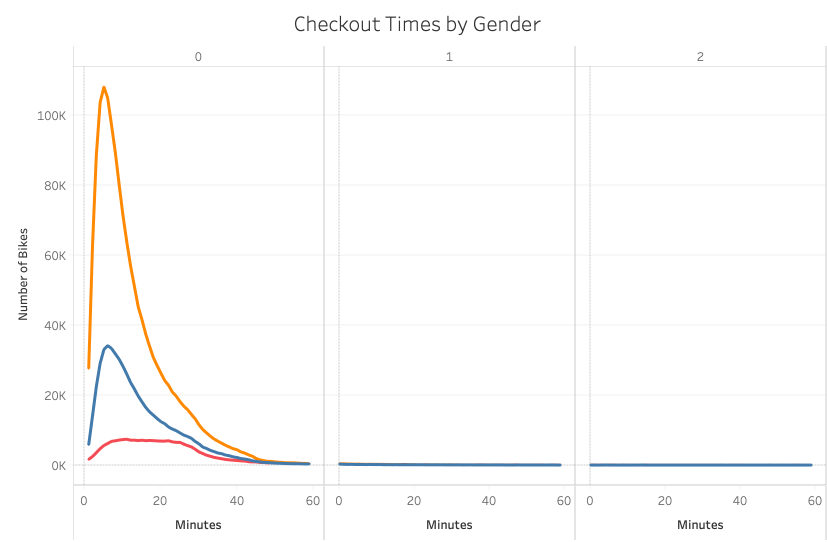 Checkout Times by Gender
0 1 2
100K
80K
60K
40K
20K
0K
Number of Bikes
0 20 40 60 0 20 40 60 0 20 40 60
Minutes Minutes Minutes